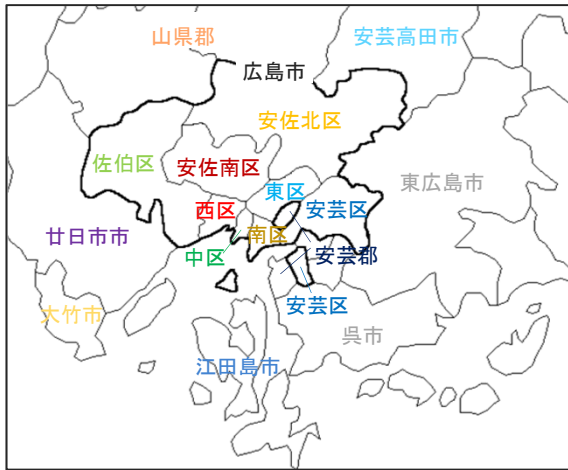 山県郡
安芸高田市
広島市
安佐北区
佐伯区
安佐南区
東区
東広島市
西区
安芸区
廿日市市
南区
中区
安芸郡
安芸区
大竹市
呉市
江田島市